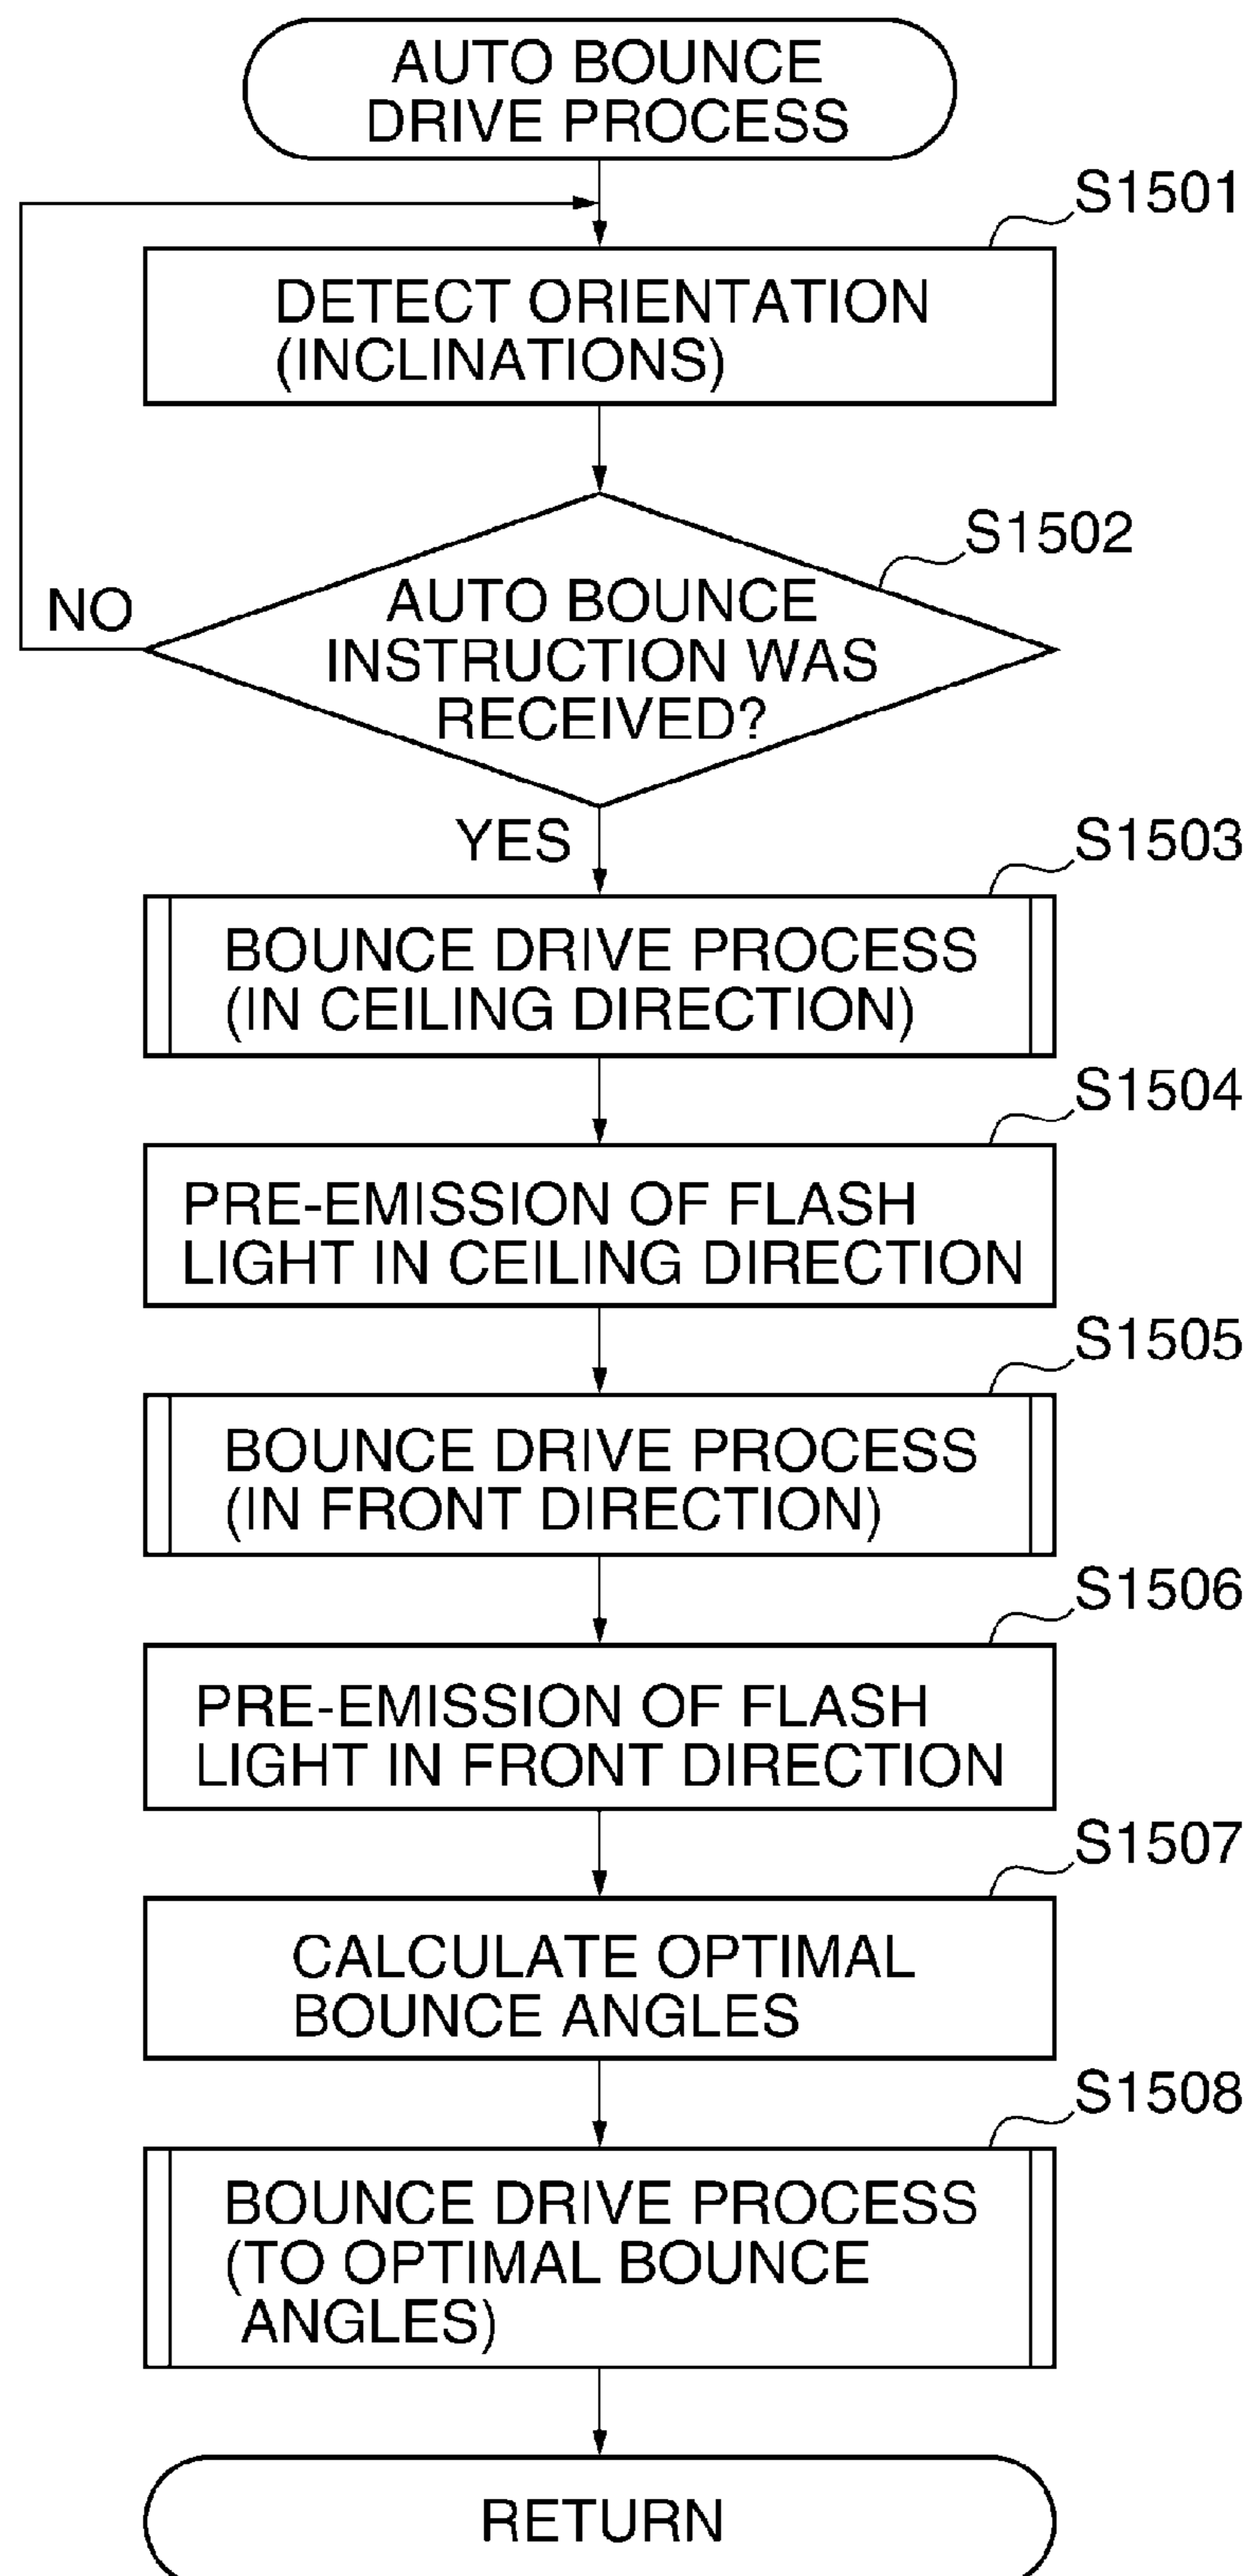 AUTO BOUNCE
DRIVE PROCESS
S1501
DETECT ORIENTATION
(INCLINATIONS)
S1502
NO
AUTO BOUNCE
INSTRUCTION WAS
RECEIVED?
YES
S1503
BOUNCE DRIVE PROCESS
(IN CEILING DIRECTION)
S1504
PRE-EMISSION OF FLASH
LIGHT IN CEILING DIRECTION
S1505
BOUNCE DRIVE PROCESS
(IN FRONT DIRECTION)
S1506
PRE-EMISSION OF FLASH
LIGHT IN FRONT DIRECTION
S1507
CALCULATE OPTIMAL
BOUNCE ANGLES
S1508
BOUNCE DRIVE PROCESS
(TO OPTIMAL BOUNCE
ANGLES)
RETURN